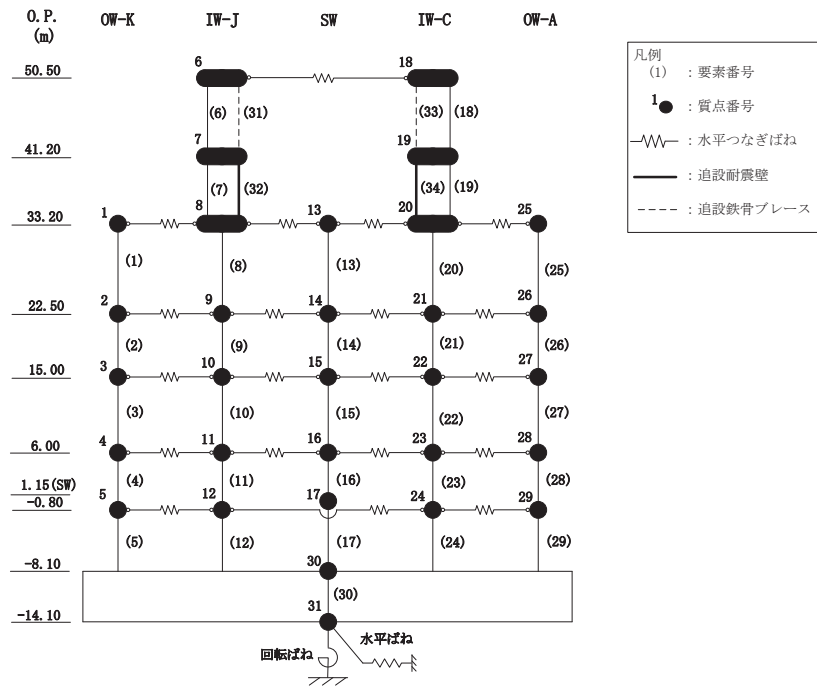 O.P. OW-K IW-J SW IW-C OW-A
(m)
50.50 6 18
(6) (31) (33) (18)
41.20 7 19
(7) (32) (34) (19)
33.20 1 8 13 20 25
(1) (8) (13) (20) (25)
22.50 2 9 14 21 26
(2) (9) (14) (21) (26)
15.00 3 10 15 22 27
(3) (10) (15) (22) (27)
6.00 4 11 16 23 28
(4) (11) (16) (23) (28)
1.15(SW) 17
-0.80 5 12 24 29
(5) (12) (17) (24) (29)
-8.10 30
(30)
-14.10 31
水平ばね
回転ばね
凡例
(1) : 要素番号
1 : 質点番号
: 水平つなぎばね
: 追設耐震壁
: 追設鉄骨ブレース